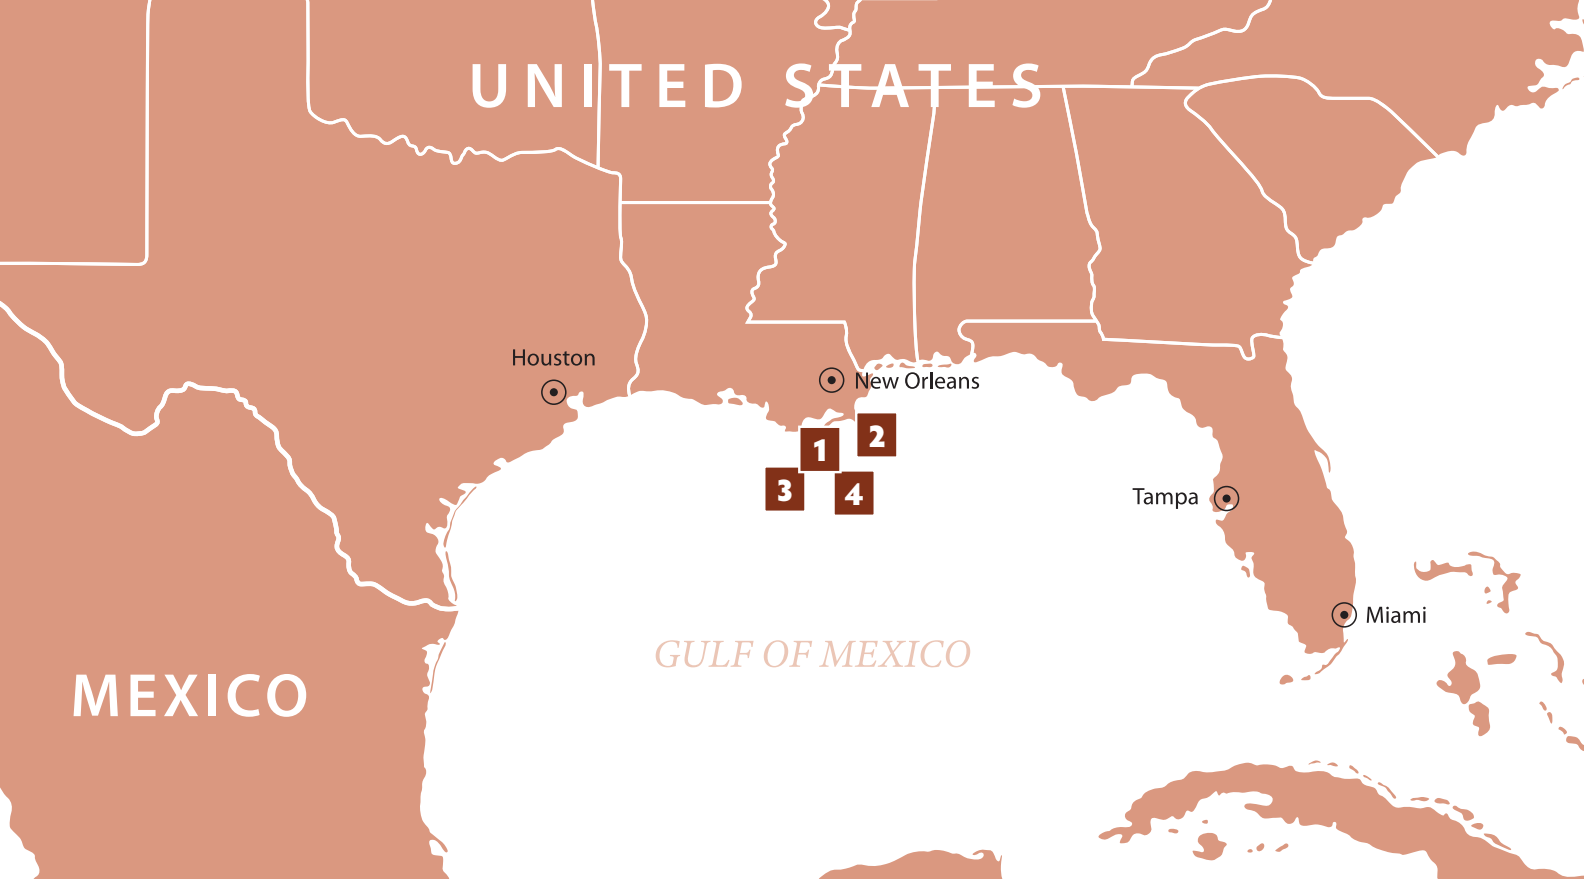 UNITED STATES
Houston
New Orleans
2
1
3
4
Tampa
Miami
GULF OF MEXICO
MEXICO